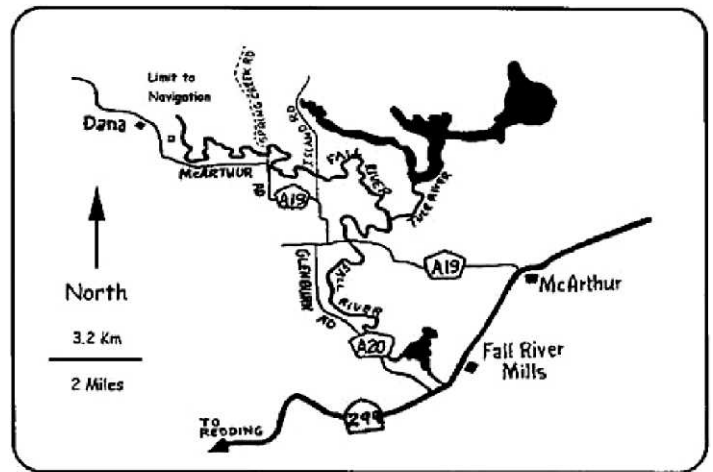 Limit to
Navigation
Dana
SPRING CREEK RD
ISLAND RD
McARTHUR
RD
FALL
RIVER
TULE RIVER
A19
A19
McArthur
GLENBURN
RD
FALL
RIVER
A20
Fall River
Mills
North
3.2 Km
2 Miles
TO
REDDING
299